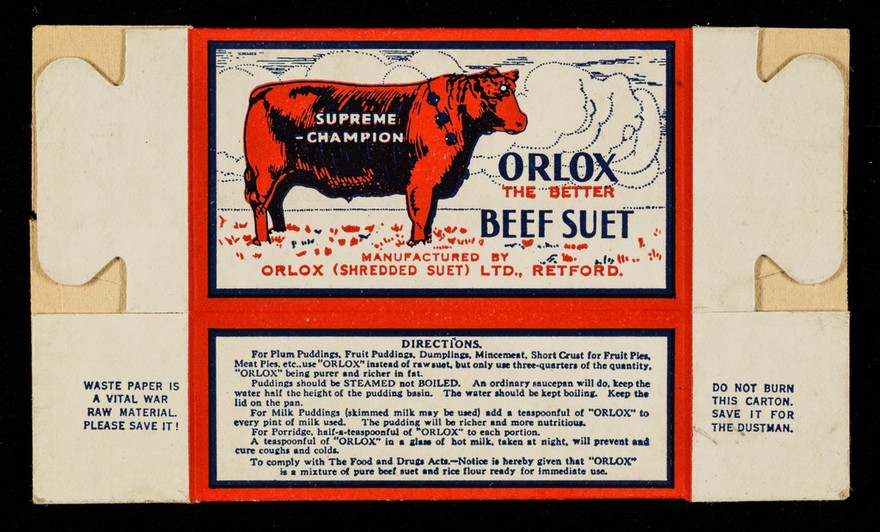 SUPREME
-CHAMPION
ORLOX
THE BETTER
BEEF SUET
MANUFACTURED BY
ORLOX (SHREDDED SUET) LTD., RETFORD.
DIRECTIONS.
For Plum Puddings, Fruit Puddings, Dumplings, Mincemeat, Short Crust for Fruit Pies,
Meat Pies, etc., use "ORLOX" instead of raw suet, but only use three-quarters of the quantity,
"ORLOX" being purer and richer in fat.
Puddings should be STEAMED not BOILED. An ordinary saucepan will do, keep the
water half the height of the pudding basin. The water should be kept boiling. Keep the
lid on the pan.
For Milk Puddings (skimmed milk may be used) add a teaspoonful of "ORLOX" to
every pint of milk used. The pudding will be richer and more nutritious.
For Porridge, half-a-teaspoonful of "ORLOX" to each portion.
A teaspoonful of "ORLOX" in a glass of hot milk, taken at night, will prevent and
cure coughs and colds.
To comply with The Food and Drugs Acts.—Notice is hereby given that "ORLOX"
is a mixture of pure beef suet and rice flour ready for immediate use.
WASTE PAPER IS
A VITAL WAR
RAW MATERIAL.
PLEASE SAVE IT!
DO NOT BURN
THIS CARTON.
SAVE IT FOR
THE DUSTMAN.